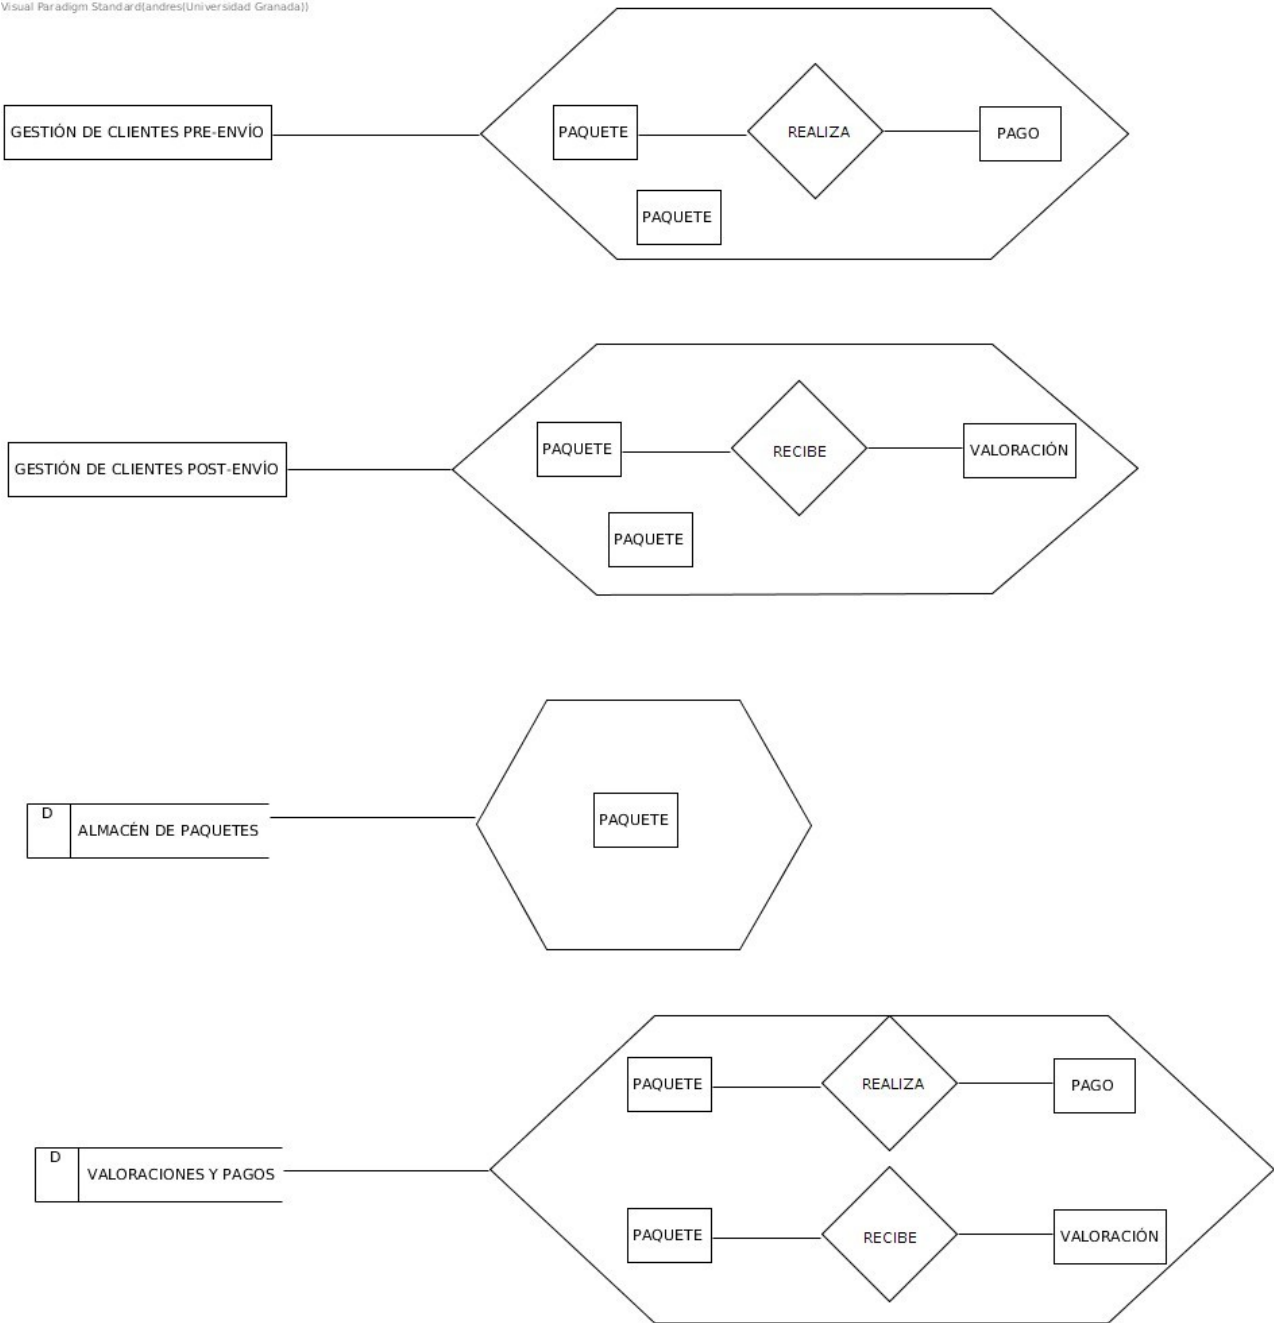 Visual Paradigm Standard(andres(Universidad Granada))
GESTIÓN DE CLIENTES PRE-ENVÍO
PAQUETE
REALIZA
PAGO
PAQUETE
GESTIÓN DE CLIENTES POST-ENVÍO
PAQUETE
RECIBE
VALORACIÓN
PAQUETE
D
ALMACÉN DE PAQUETES
PAQUETE
D
VALORACIONES Y PAGOS
PAQUETE
REALIZA
PAGO
PAQUETE
RECIBE
VALORACIÓN